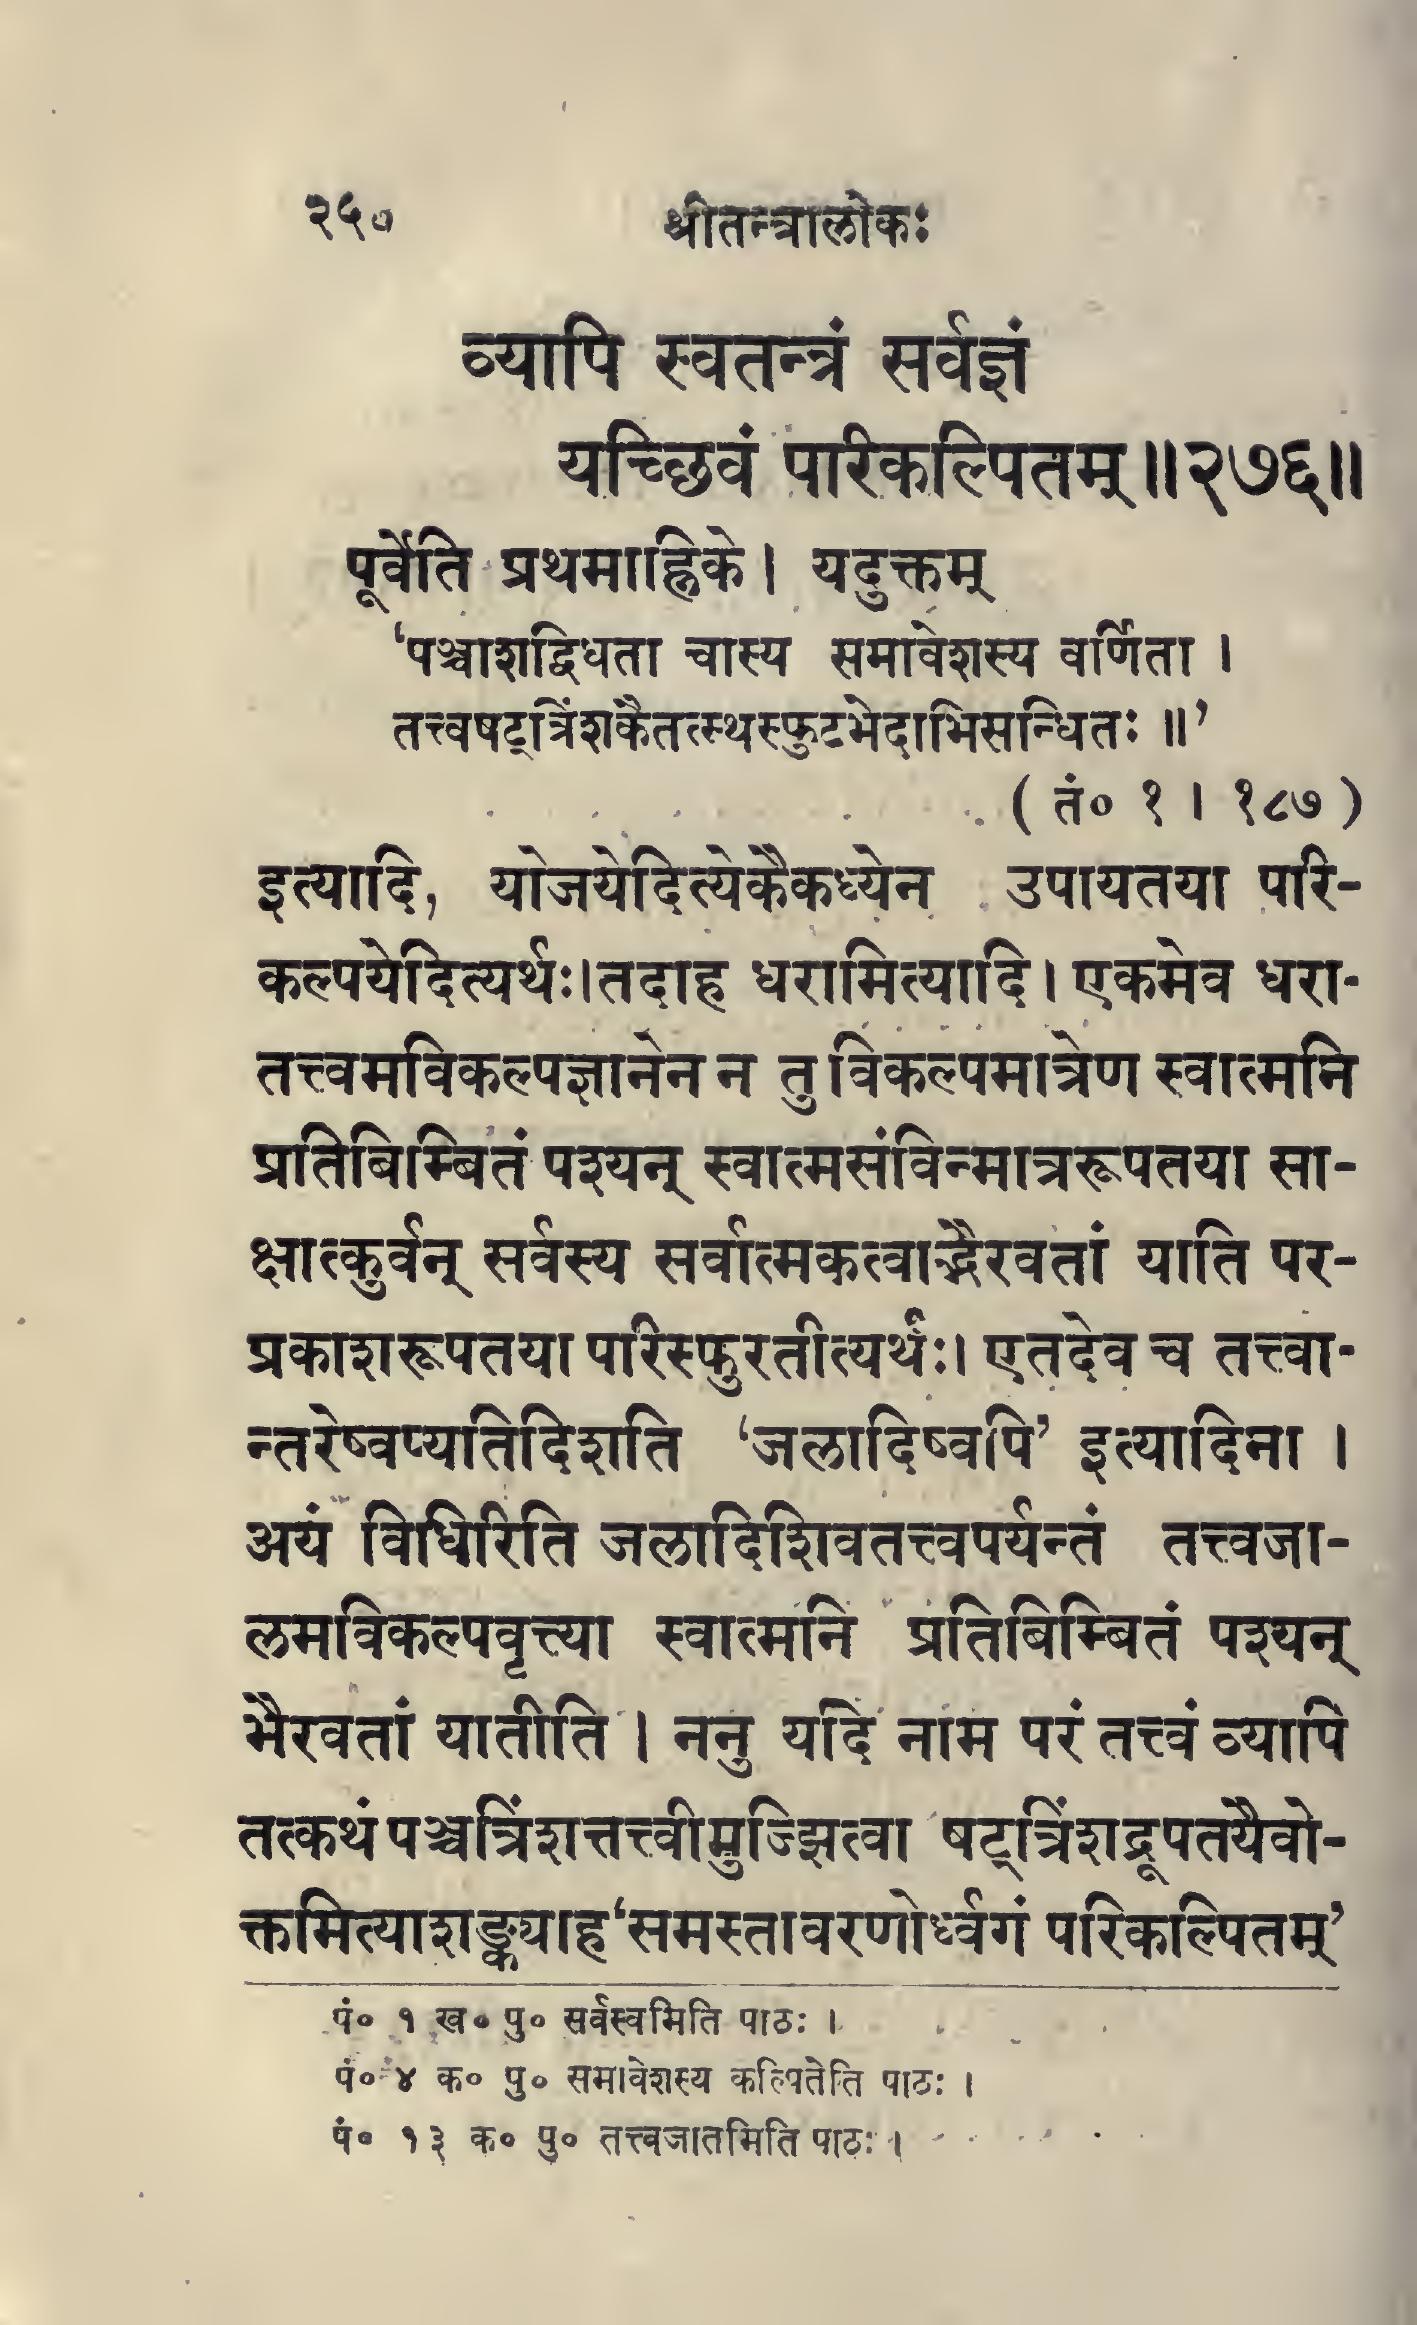 २५०
श्रीतन्त्रालोकः
व्यापि स्वतन्त्रं सर्वज्ञं
यच्छिवं परिकल्पितम् ॥२७६॥
पूर्वेति प्रथमाह्निके । यदुक्तम्
‘पञ्चाशद्विधता चास्य समावेशस्य वर्णिता ।
तत्त्वषट्त्रिंशकैतत्स्थस्फुटभेदाभिसन्धितः ॥’
( तं० १ । १८७ )
इत्यादि, योजयेदित्येकैकध्येन उपायतया परि-
कल्पयेदित्यर्थः। तदाह धरामित्यादि । एकमेव धरा-
तत्त्वमविकल्पज्ञानेन न तु विकल्पमात्रेण स्वात्मनि
प्रतिबिम्बितं पश्यन् स्वात्मसंविन्मात्ररूपतया सा-
क्षात्कुर्वन् सर्वस्य सर्वात्मकत्वाद्भैरवतां याति पर-
प्रकाशरूपतया परिस्फुरतीत्यर्थः। एतदेव च तत्त्वा-
न्तरेष्वप्यतिदिशति ‘जलादिष्वपि’ इत्यादिना ।
अयं विधिरिति जलादिशिवतत्त्वपर्यन्तं तत्त्वजा-
लमविकल्पवृत्त्या स्वात्मनि प्रतिबिम्बितं पश्यन्
भैरवतां यातीति । ननु यदि नाम परं तत्त्वं व्यापि
तत्कथं पञ्चत्रिंशत्तत्त्वीमुज्झित्वा षट्त्रिंशद्रूपतयैवो-
क्तमित्याशङ्क्याह ‘समस्तावरणोर्ध्वगं परिकल्पितम्’
पं० १ ख० पु० सर्वस्वमिति पाठः ।
पं० ४ क० पु० समावेशस्य कल्पितेति पाठः ।
पं० १३ क० पु० तत्त्वजातमिति पाठः ।